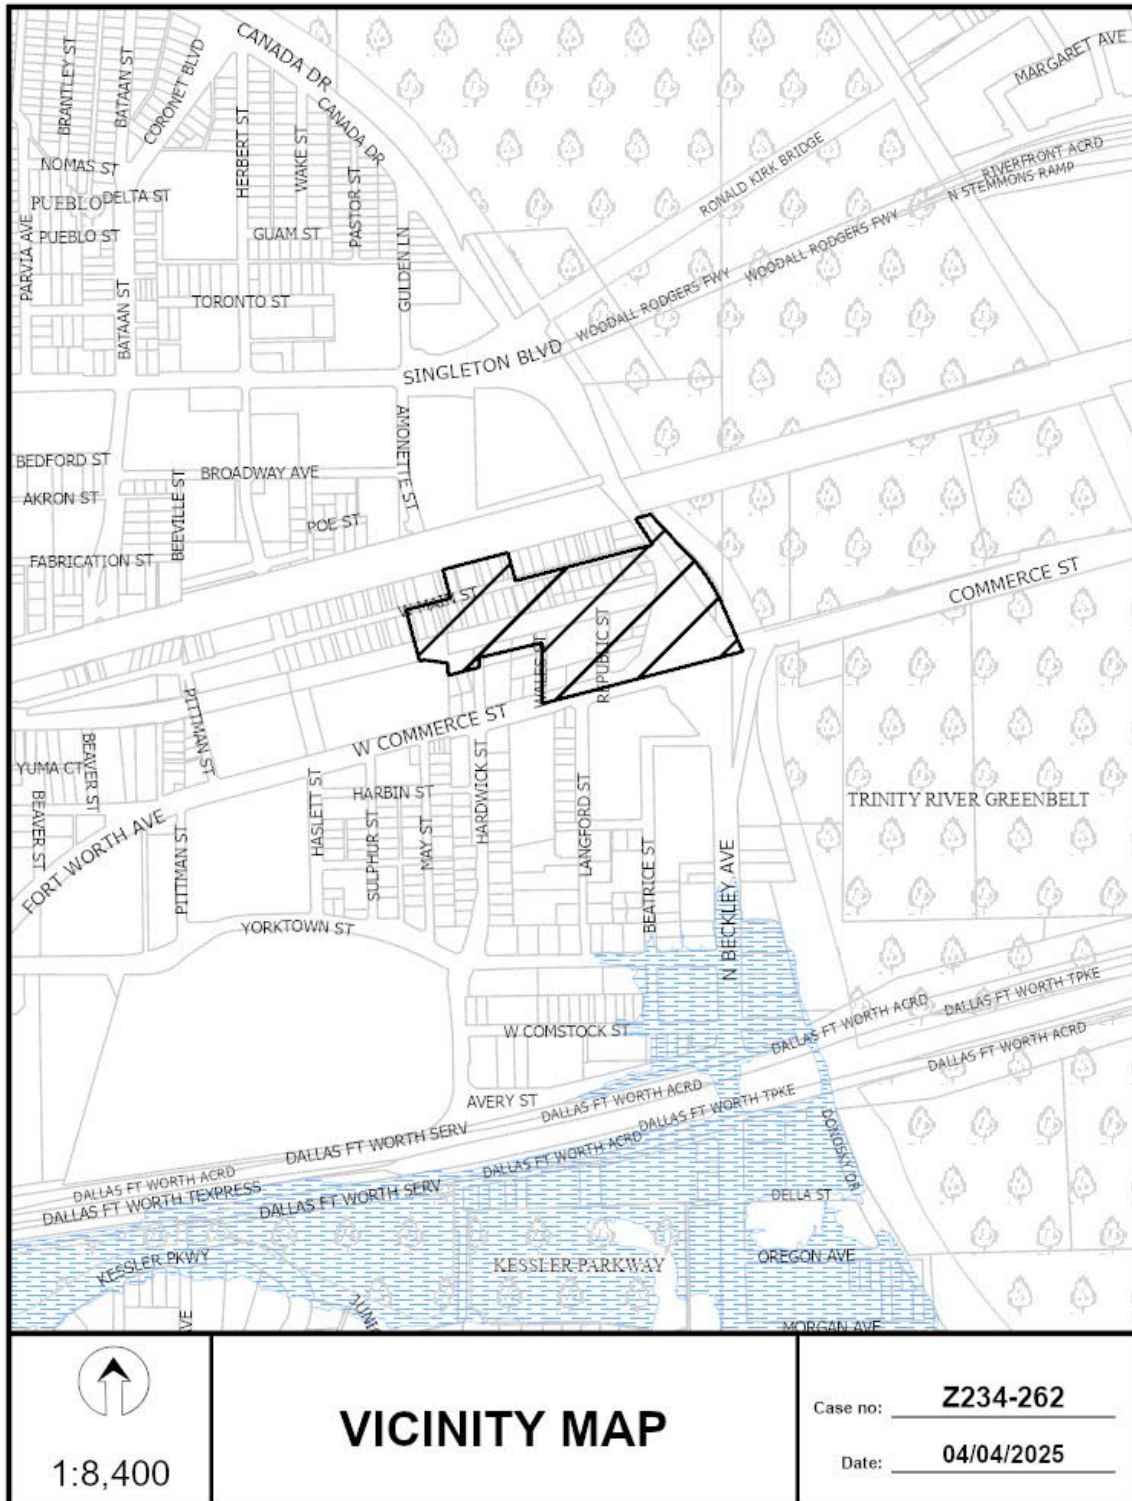 CANADA DR
MARGARET AVE
BRANTLEY ST
BATAAN ST
CORONET BLVD
CANADA DR
HERBERT ST
WAKE ST
PASTOR ST
NOMAS ST
PUEBLO
DELTA ST
PUEBLO ST
PARVIA AVE
GUAM ST
GULDEN LN
RONALD KIRK BRIDGE
RIVERFRONT ACRD
N STEMMONS RAMP
WOODALL RODGERS FWY
WOODALL RODGERS FWY
TORONTO ST
BATAAN ST
SINGLETON BLVD
AMONETTE ST
BEDFORD ST
BROADWAY AVE
AKRON ST
BEEVILLE ST
POE ST
FABRICATION ST
COMMERCE ST
W MAIN ST
WALES ST
REPUBLIC ST
PITTMAN ST
W COMMERCE ST
YUMA CT
BEAVER ST
BEAVER ST
HASLETT ST
HARBIN ST
SULPHUR ST
MAY ST
HARDWICK ST
LANGFORD ST
BEATRICE ST
N BECKLEY AVE
TRINITY RIVER GREENBELT
FORT WORTH AVE
PITTMAN ST
YORKTOWN ST
W COMSTOCK ST
AVERY ST
DALLAS FT WORTH ACRD
DALLAS FT WORTH TPKE
DALLAS FT WORTH ACRD
DALLAS FT WORTH ACRD
DALLAS FT WORTH TPKE
DALLAS FT WORTH SERV
DALLAS FT WORTH ACRD
DALLAS FT WORTH ACRD
DALLAS FT WORTH TEXPRESS
DALLAS FT WORTH SERV
DONOSKY DR
DELLA ST
OREGON AVE
KESSLER PKWY
KESSLER PARKWAY
MORGAN AVE
VE
1:8,400
VICINITY MAP
Case no: Z234-262
Date: 04/04/2025